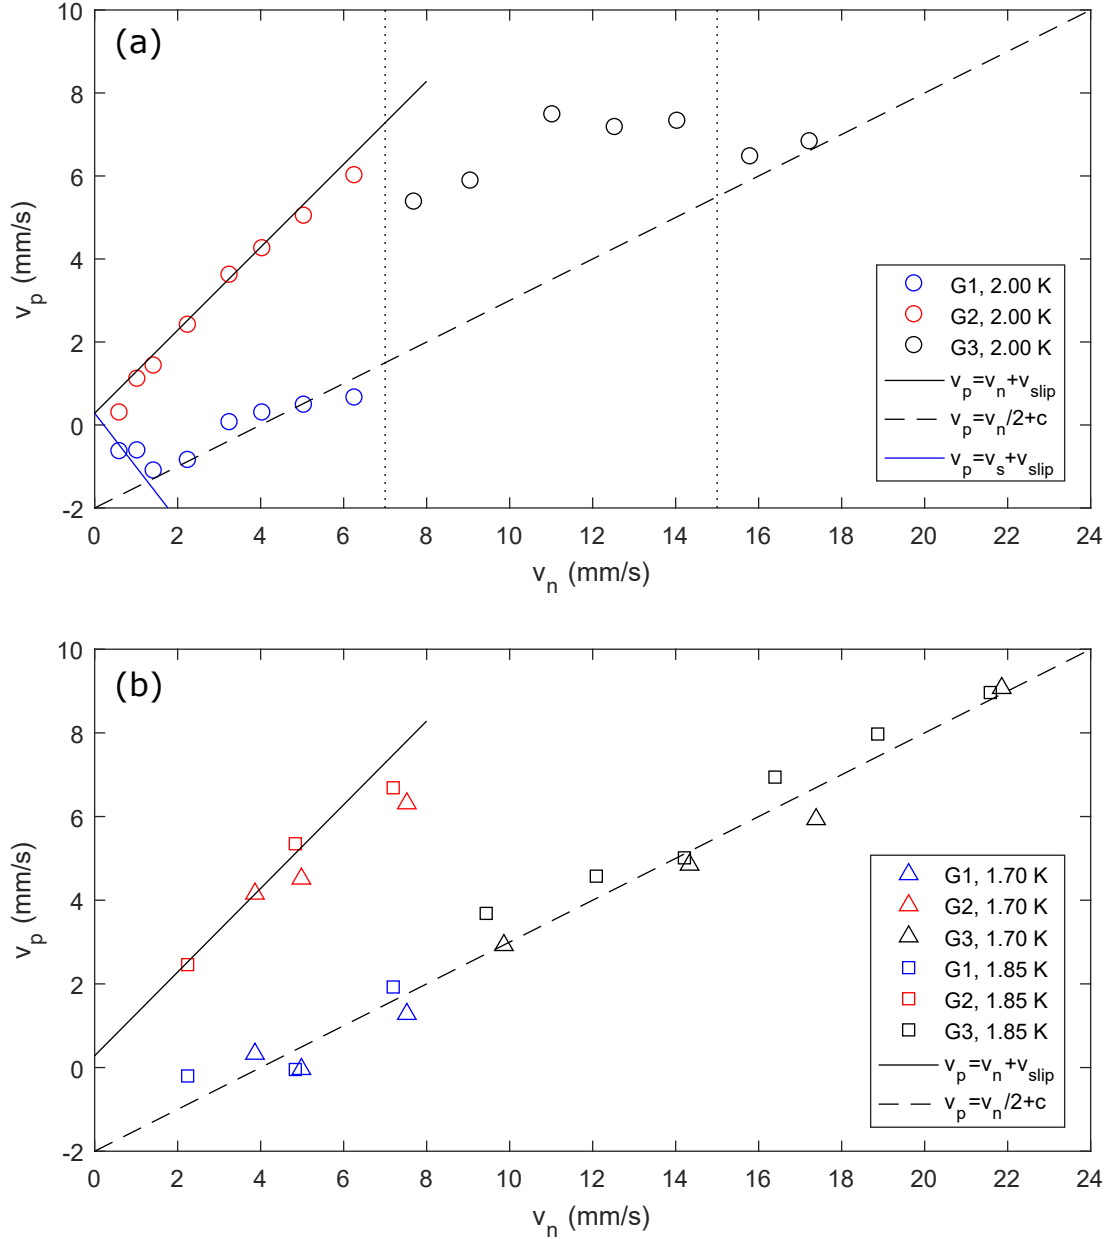 (a)
10
8
6
4
2
0
-2
v_p (mm/s)
0 2 4 6 8 10 12 14 16 18 20 22 24
v_n (mm/s)
G1, 2.00 K
G2, 2.00 K
G3, 2.00 K
v_p=v_n+v_slip
v_p=v_n/2+c
v_p=v_s+v_slip
(b)
10
8
6
4
2
0
-2
v_p (mm/s)
0 2 4 6 8 10 12 14 16 18 20 22 24
v_n (mm/s)
G1, 1.70 K
G2, 1.70 K
G3, 1.70 K
G1, 1.85 K
G2, 1.85 K
G3, 1.85 K
v_p=v_n+v_slip
v_p=v_n/2+c